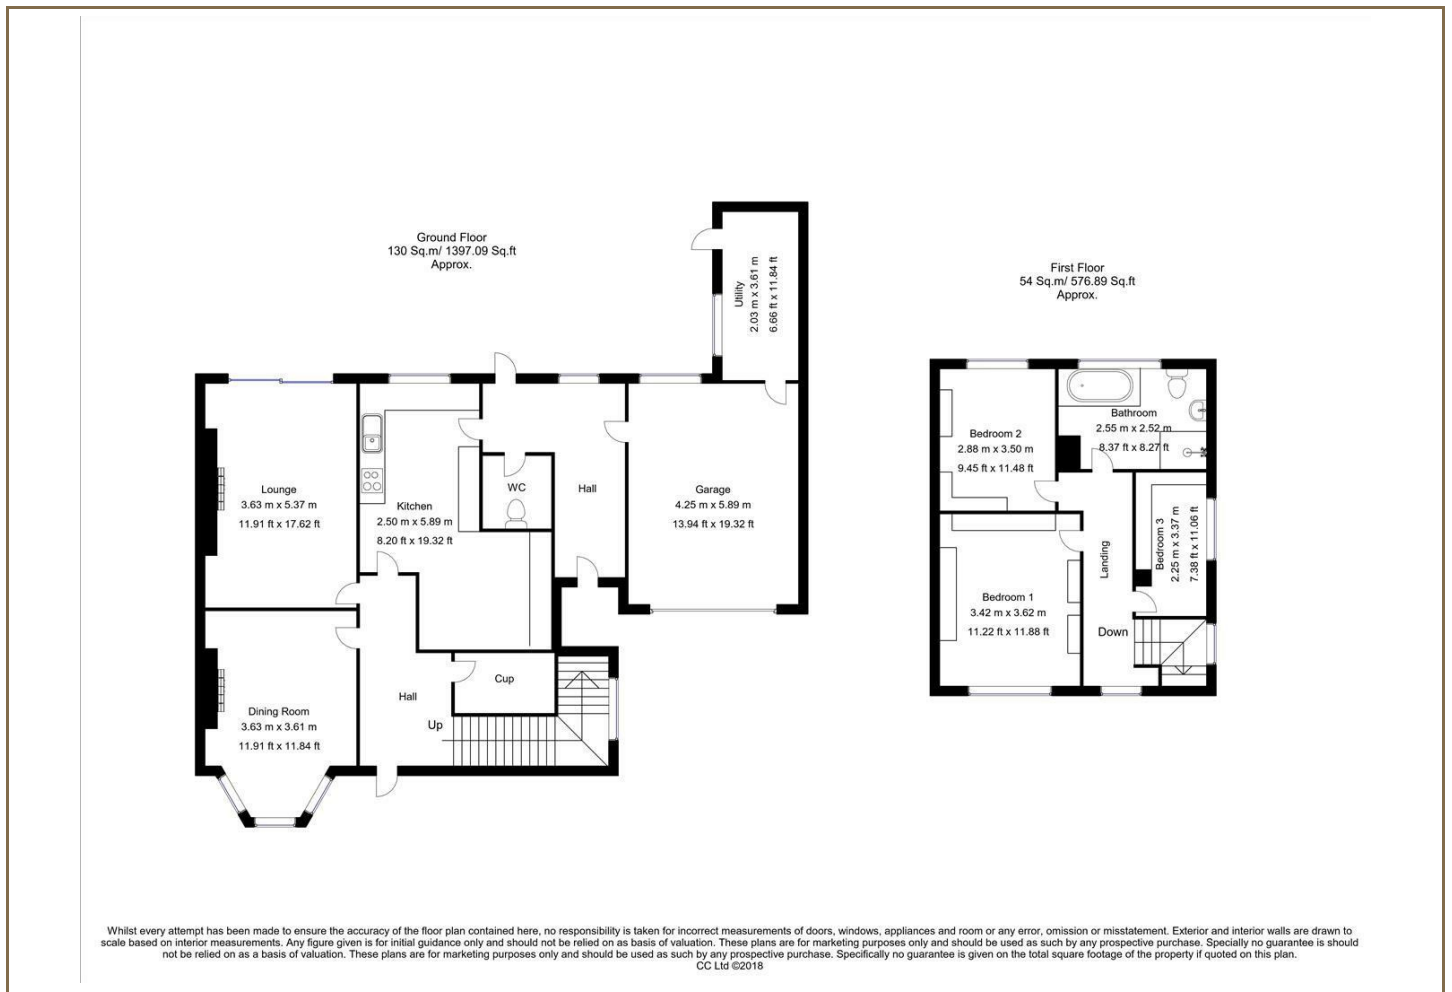 Ground Floor
130 Sq.m/ 1397.09 Sq.ft
Approx.
First Floor
54 Sq.m/ 576.89 Sq.ft
Approx.
Utility
2.03 m x 3.61 m
6.66 ft x 11.84 ft
Lounge
3.63 m x 5.37 m
11.91 ft x 17.62 ft
Kitchen
2.50 m x 5.89 m
8.20 ft x 19.32 ft
WC
Hall
Garage
4.25 m x 5.89 m
13.94 ft x 19.32 ft
Dining Room
3.63 m x 3.61 m
11.91 ft x 11.84 ft
Hall
Up
Cup
Bedroom 2
2.88 m x 3.50 m
9.45 ft x 11.48 ft
Bathroom
2.55 m x 2.52 m
8.37 ft x 8.27 ft
Bedroom 1
3.42 m x 3.62 m
11.22 ft x 11.88 ft
Landing
Down
Bedroom 3
2.25 m x 3.37 m
7.38 ft x 11.06 ft
Whilst every attempt has been made to ensure the accuracy of the floor plan contained here, no responsibility is taken for incorrect measurements of doors, windows, appliances and room or any error, omission or misstatement. Exterior and interior walls are drawn to
scale based on interior measurements. Any figure given is for initial guidance only and should not be relied on as basis of valuation. These plans are for marketing purposes only and should be used as such by any prospective purchase. Specially no guarantee is should
not be relied on as a basis of valuation. These plans are for marketing purposes only and should be used as such by any prospective purchase. Specifically no guarantee is given on the total square footage of the property if quoted on this plan.
CC Ltd ©2018